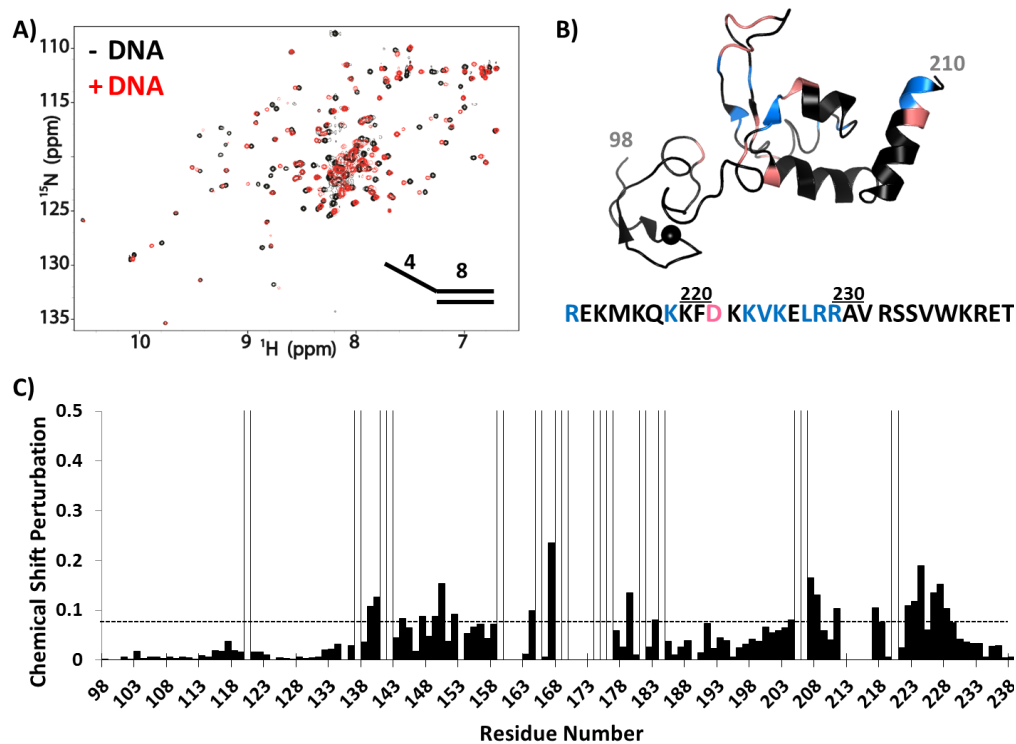 A)
- DNA
+ DNA
110
115
120
125
130
135
15N (ppm)
10
9
8
7
1H (ppm)
4
8
B)
98
210
220
230
REKMKQKKFD KKVKELRRAV RSSVWKRET
C)
Chemical Shift Perturbation
0.5
0.4
0.3
0.2
0.1
0
98 103 108 113 118 123 128 133 138 143 148 153 158 163 168 173 178 183 188 193 198 203 208 213 218 223 228 233 238
Residue Number